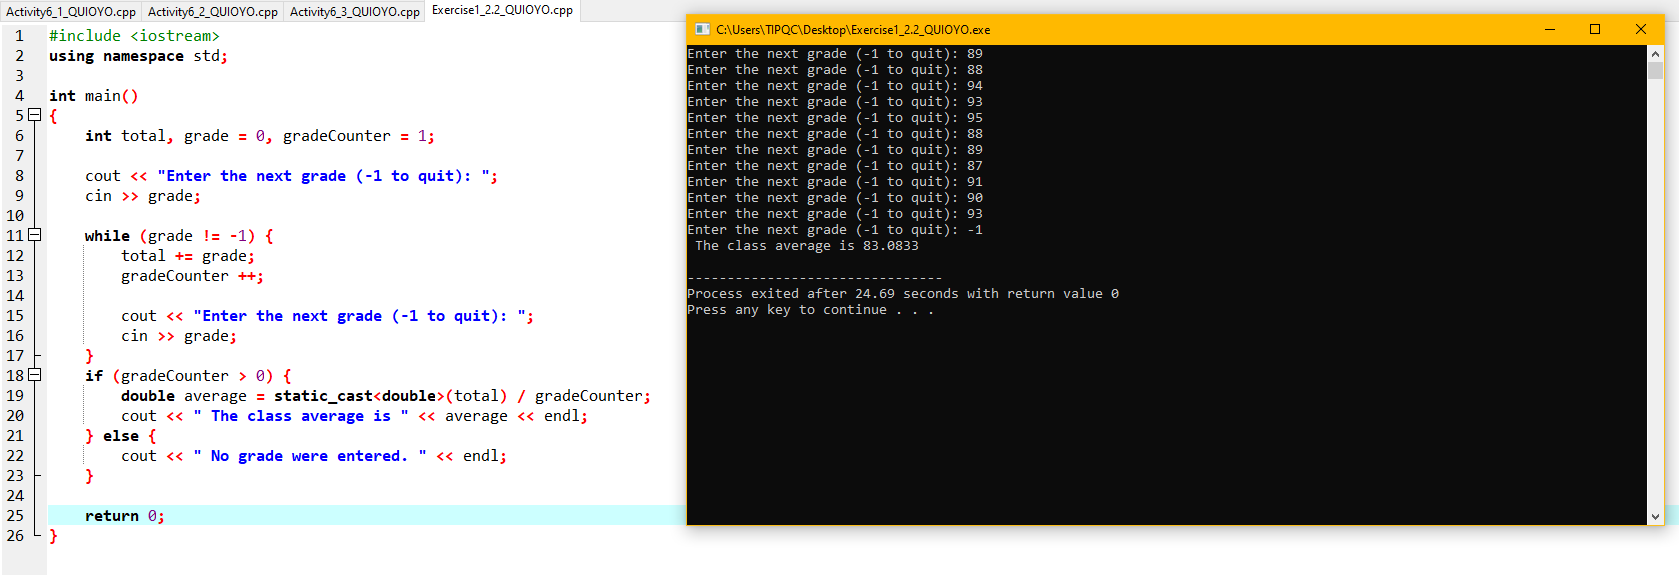 Activity6_1_QUIOYO.cpp Activity6_2_QUIOYO.cpp Activity6_3_QUIOYO.cpp Exercise1_2.2_QUIOYO.cpp
1 #include <iostream>
2 using namespace std;
3
4 int main()
5 {
6 int total, grade = 0, gradeCounter = 1;
7
8 cout << "Enter the next grade (-1 to quit): ";
9 cin >> grade;
10
11 while (grade != -1) {
12 total += grade;
13 gradeCounter ++;
14
15 cout << "Enter the next grade (-1 to quit): ";
16 cin >> grade;
17 }
18 if (gradeCounter > 0) {
19 double average = static_cast<double>(total) / gradeCounter;
20 cout << " The class average is " << average << endl;
21 } else {
22 cout << " No grade were entered. " << endl;
23 }
24
25 return 0;
26 }
C:\Users\TIPQC\Desktop\Exercise1_2.2_QUIOYO.exe
Enter the next grade (-1 to quit): 89
Enter the next grade (-1 to quit): 88
Enter the next grade (-1 to quit): 94
Enter the next grade (-1 to quit): 93
Enter the next grade (-1 to quit): 95
Enter the next grade (-1 to quit): 88
Enter the next grade (-1 to quit): 89
Enter the next grade (-1 to quit): 87
Enter the next grade (-1 to quit): 91
Enter the next grade (-1 to quit): 90
Enter the next grade (-1 to quit): 93
Enter the next grade (-1 to quit): -1
The class average is 83.0833
--------------------------------
Process exited after 24.69 seconds with return value 0
Press any key to continue . . .